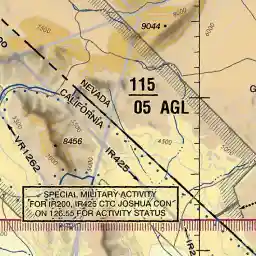 9044
NEVADA
CALIFORNIA
115
05 AGL
8456
VR1262
IR425
SPECIAL MILITARY ACTIVITY
FOR IR200, IR425 CTC JOSHUA CON
ON 126.55 FOR ACTIVITY STATUS